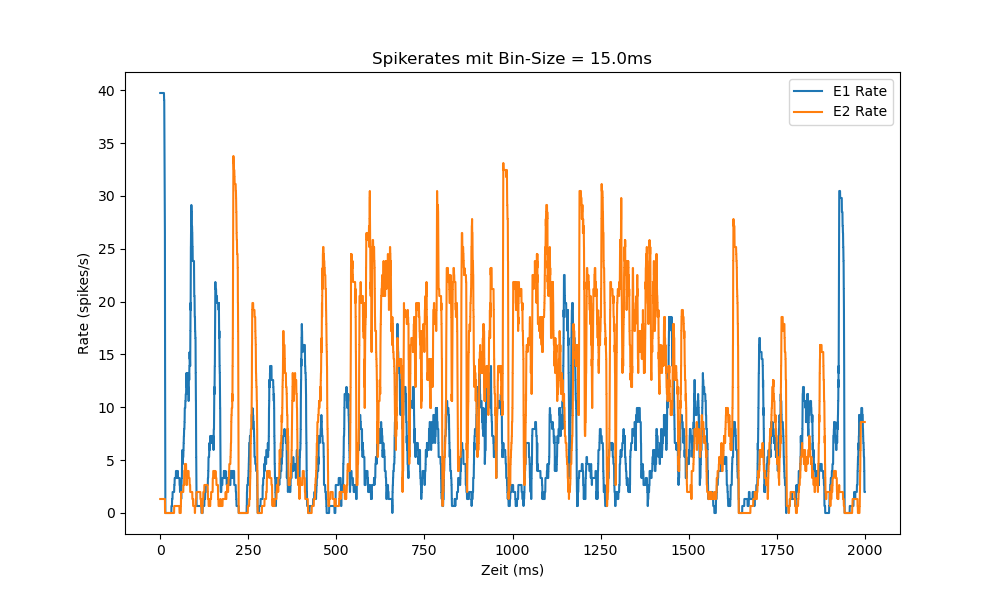 Spikerates mit Bin-Size = 15.0ms
E1 Rate
E2 Rate
Rate (spikes/s)
40
35
30
25
20
15
10
5
0
0 250 500 750 1000 1250 1500 1750 2000
Zeit (ms)